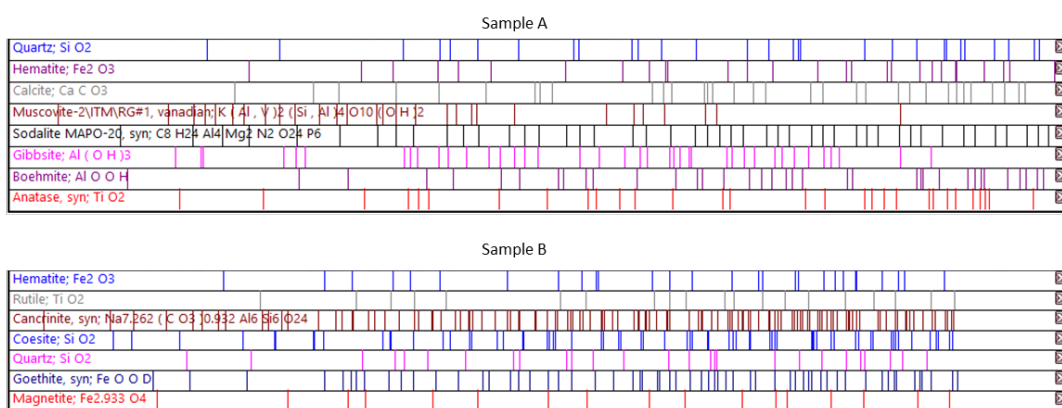 Sample A
Quartz; Si O2
Hematite; Fe2 O3
Calcite; Ca C O3
Muscovite-2\ITM\RG#1, vanadian; K ( Al , V )2 ( Si , Al )4 O10 ( O H )2
Sodalite MAPO-20, syn; C8 H24 Al4 Mg2 N2 O24 P6
Gibbsite; Al ( O H )3
Boehmite; Al O O H
Anatase, syn; Ti O2
Sample B
Hematite; Fe2 O3
Rutile; Ti O2
Cancrinite, syn; Na7.262 ( C O3 )0.932 Al6 Si6 O24
Coesite; Si O2
Quartz; Si O2
Goethite, syn; Fe O O D
Magnetite; Fe2.933 O4